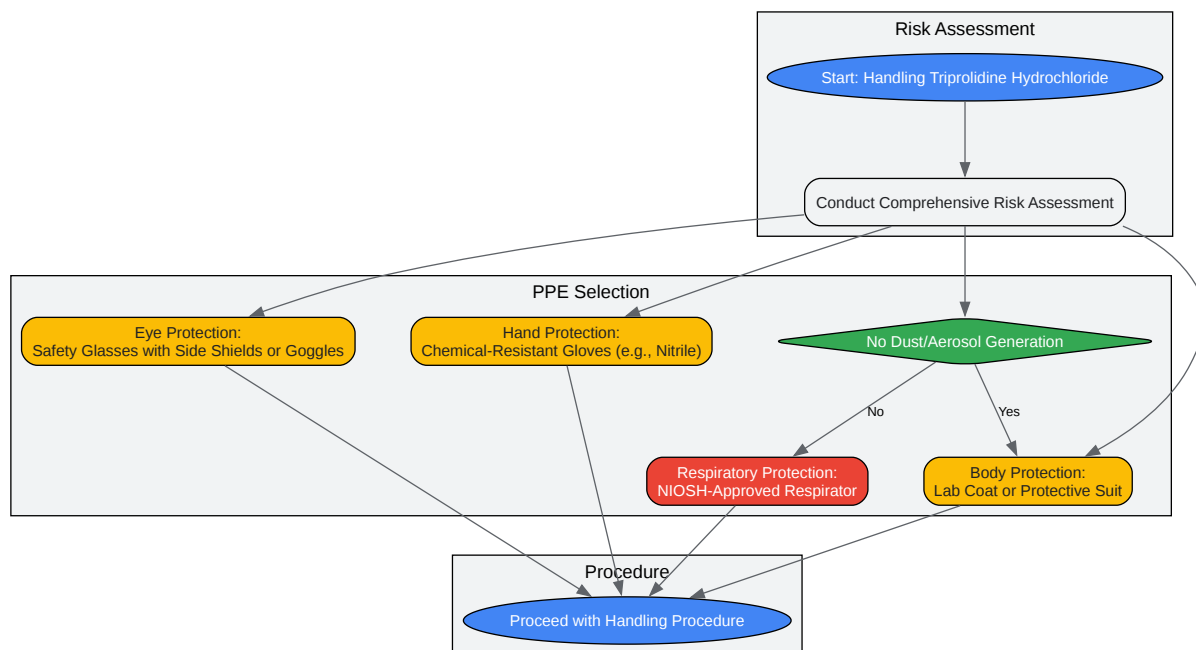 Risk Assessment
Start: Handling Triprolidine Hydrochloride
Conduct Comprehensive Risk Assessment
PPE Selection
Eye Protection:
Safety Glasses with Side Shields or Goggles
Hand Protection:
Chemical-Resistant Gloves (e.g., Nitrile)
No Dust/Aerosol Generation
No
Yes
Respiratory Protection:
NIOSH-Approved Respirator
Body Protection:
Lab Coat or Protective Suit
Procedure
Proceed with Handling Procedure